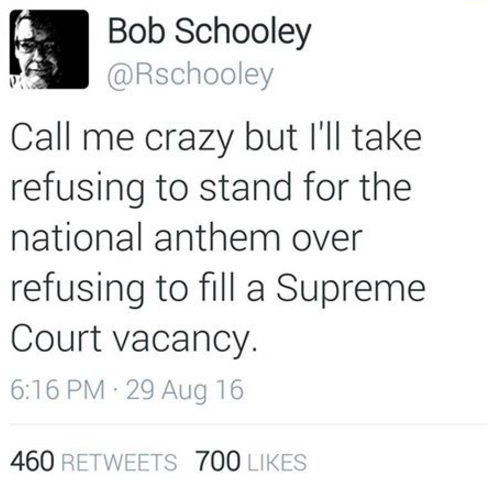 Bob Schooley
@Rschooley
Call me crazy but I'll take
refusing to stand for the
national anthem over
refusing to fill a Supreme
Court vacancy.
6:16 PM · 29 Aug 16
460 RETWEETS 700 LIKES